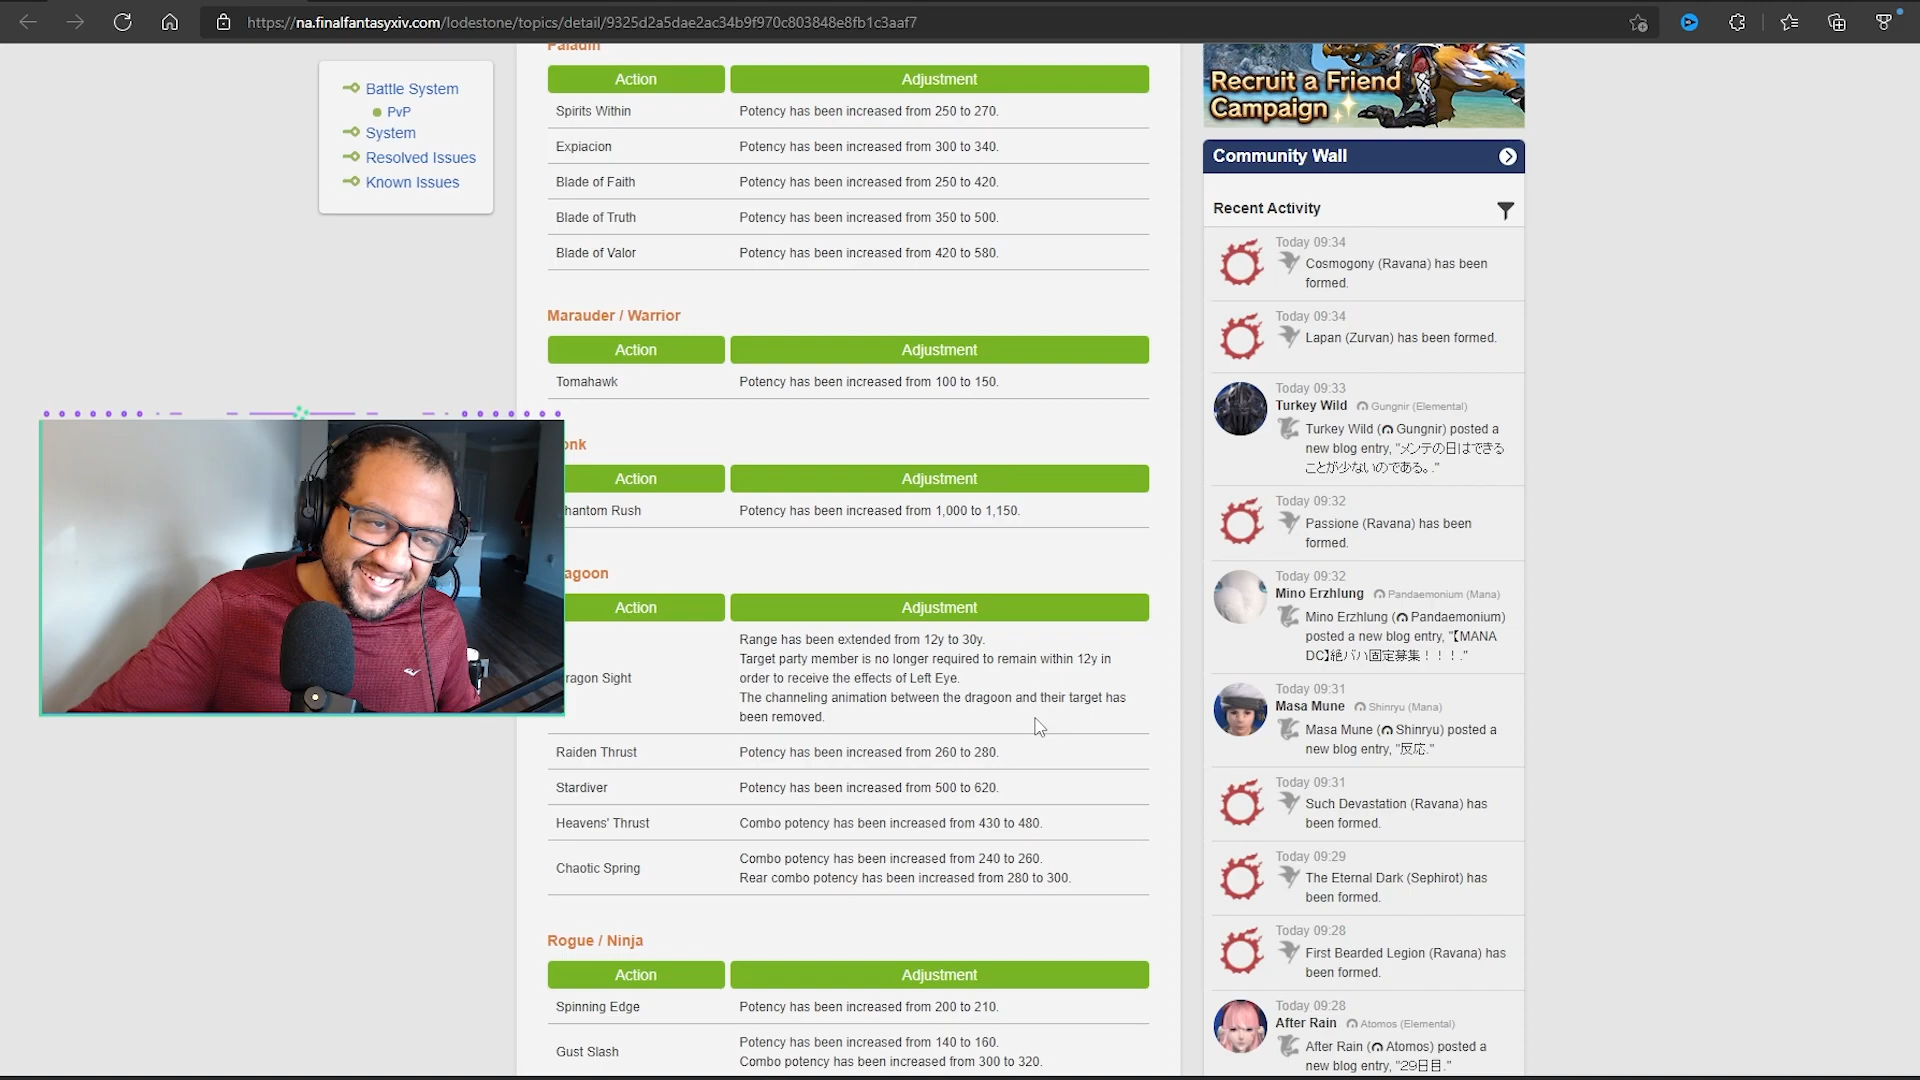 https://na.finalfantasyxiv.com/lodestone/topics/detail/9325d2a5dae2ac34b9f970c803848e8fb1c3aaf7
Battle System
PvP
System
Resolved Issues
Known Issues
Paladin
Action Adjustment
Spirits Within Potency has been increased from 250 to 270.
Expiacion Potency has been increased from 300 to 340.
Blade of Faith Potency has been increased from 250 to 420.
Blade of Truth Potency has been increased from 350 to 500.
Blade of Valor Potency has been increased from 420 to 580.
Marauder / Warrior
Action Adjustment
Tomahawk Potency has been increased from 100 to 150.
onk
Action Adjustment
hantom Rush Potency has been increased from 1,000 to 1,150.
agoon
Action Adjustment
ragon Sight
Range has been extended from 12y to 30y.
Target party member is no longer required to remain within 12y in
order to receive the effects of Left Eye.
The channeling animation between the dragoon and their target has
been removed.
Raiden Thrust Potency has been increased from 260 to 280.
Stardiver Potency has been increased from 500 to 620.
Heavens' Thrust Combo potency has been increased from 430 to 480.
Chaotic Spring
Combo potency has been increased from 240 to 260.
Rear combo potency has been increased from 280 to 300.
Rogue / Ninja
Action Adjustment
Spinning Edge Potency has been increased from 200 to 210.
Gust Slash
Potency has been increased from 140 to 160.
Combo potency has been increased from 300 to 320.
Recruit a Friend
Campaign
Community Wall
Recent Activity
Today 09:34
Cosmogony (Ravana) has been
formed.
Today 09:34
Lapan (Zurvan) has been formed.
Today 09:33
Turkey Wild Gungnir (Elemental)
Turkey Wild (Gungnir) posted a
new blog entry, "メンテの日はできる
ことが少ないのである。."
Today 09:32
Passione (Ravana) has been
formed.
Today 09:32
Mino Erzhlung Pandaemonium (Mana)
Mino Erzhlung (Pandaemonium)
posted a new blog entry, "【MANA
DC】絶バハ固定募集！！！."
Today 09:31
Masa Mune Shinryu (Mana)
Masa Mune (Shinryu) posted a
new blog entry, "反応."
Today 09:31
Such Devastation (Ravana) has
been formed.
Today 09:29
The Eternal Dark (Sephirot) has
been formed.
Today 09:28
First Bearded Legion (Ravana) has
been formed.
Today 09:28
After Rain Atomos (Elemental)
After Rain (Atomos) posted a
new blog entry, "29日目."